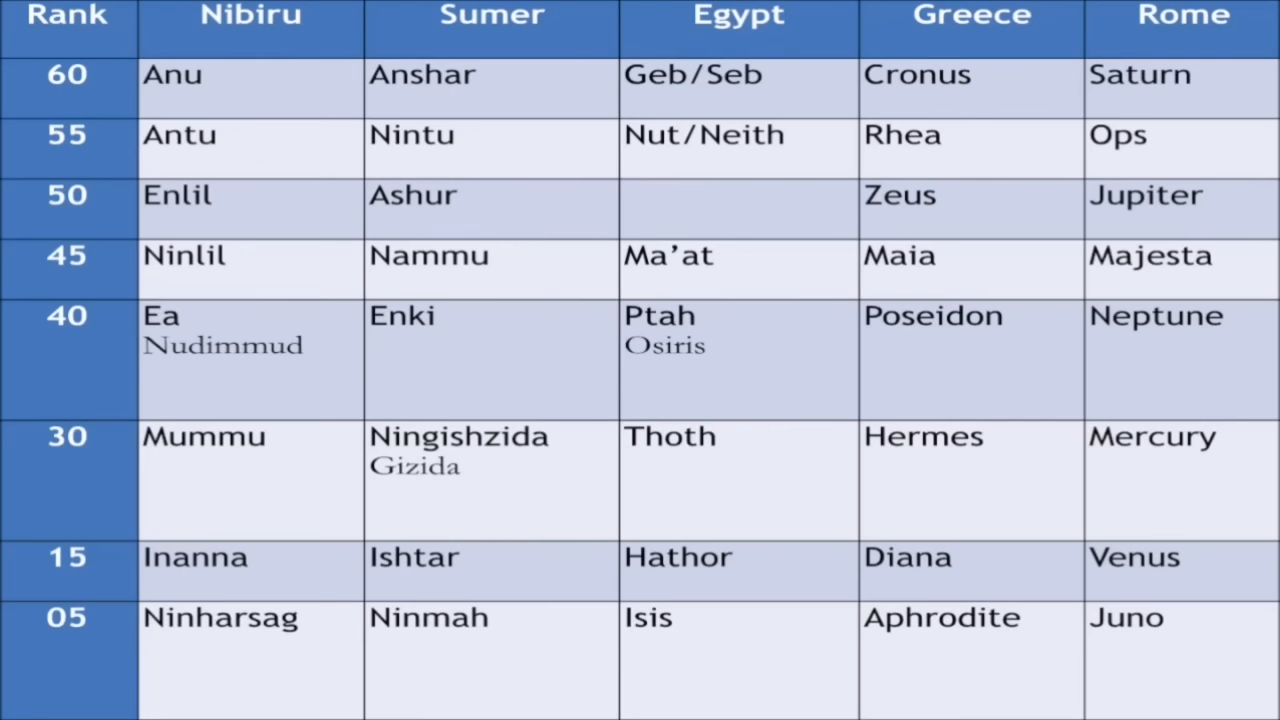 Rank Nibiru Sumer Egypt Greece Rome
60 Anu Anshar Geb/Seb Cronus Saturn
55 Antu Nintu Nut/Neith Rhea Ops
50 Enlil Ashur Zeus Jupiter
45 Ninlil Nammu Ma’at Maia Majesta
40 Ea Enki Ptah Poseidon Neptune
Nudimmud Osiris
30 Mummu Ningishzida Thoth Hermes Mercury
Gizida
15 Inanna Ishtar Hathor Diana Venus
05 Ninharsag Ninmah Isis Aphrodite Juno